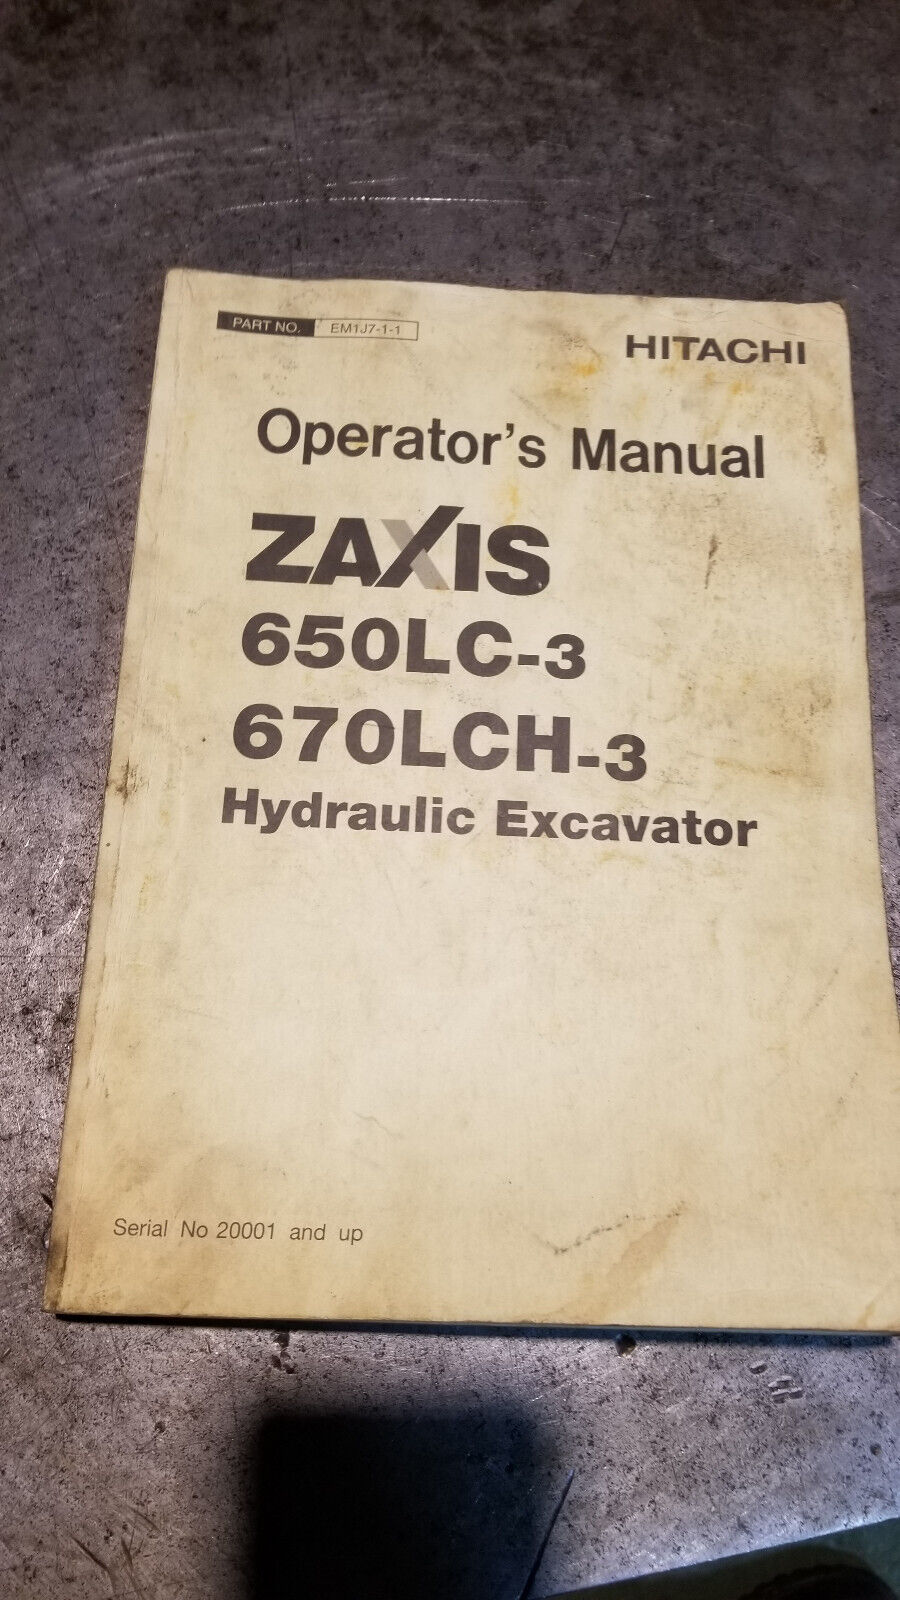 PART NO. EM1J7-1-1
HITACHI
Operator's Manual
ZAXIS
650LC-3
670LCH-3
Hydraulic Excavator
Serial No 20001 and up